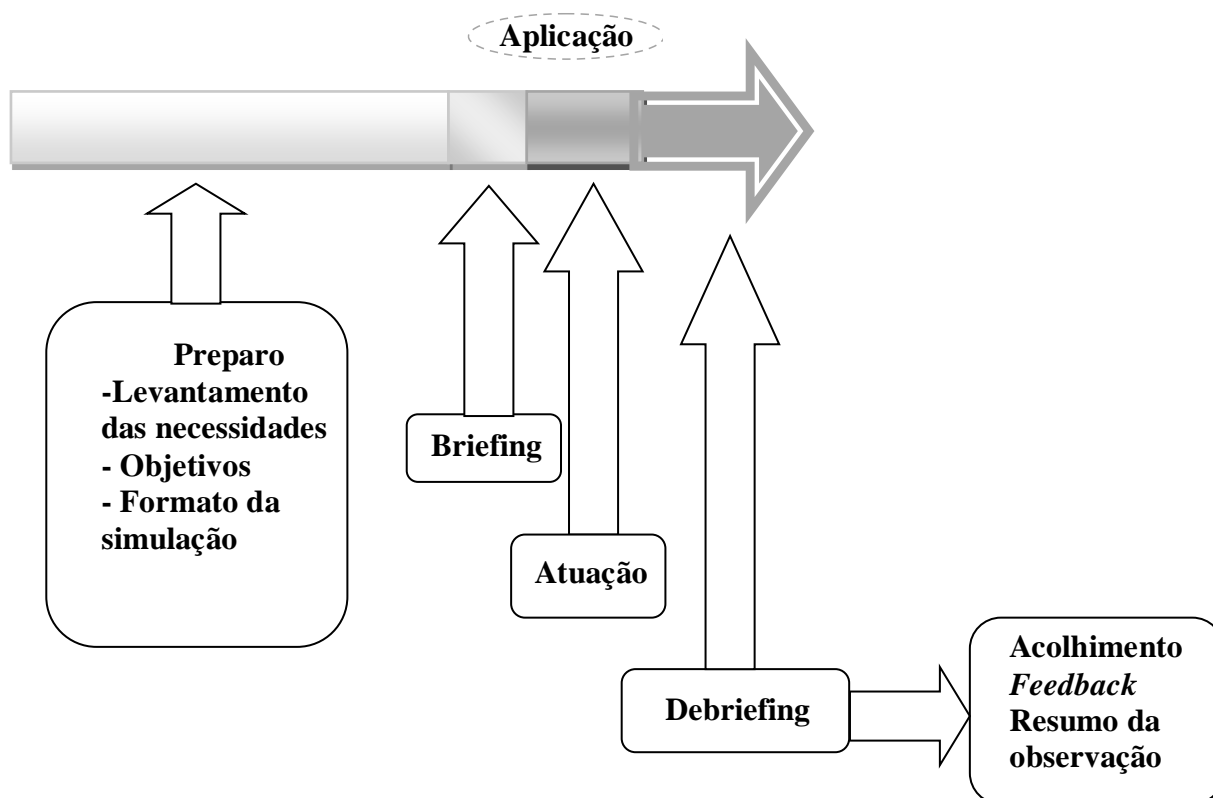 Aplicação
Preparo
-Levantamento
das necessidades
- Objetivos
- Formato da
simulação
Briefing
Atuação
Debriefing
Acolhimento
Feedback
Resumo da
observação